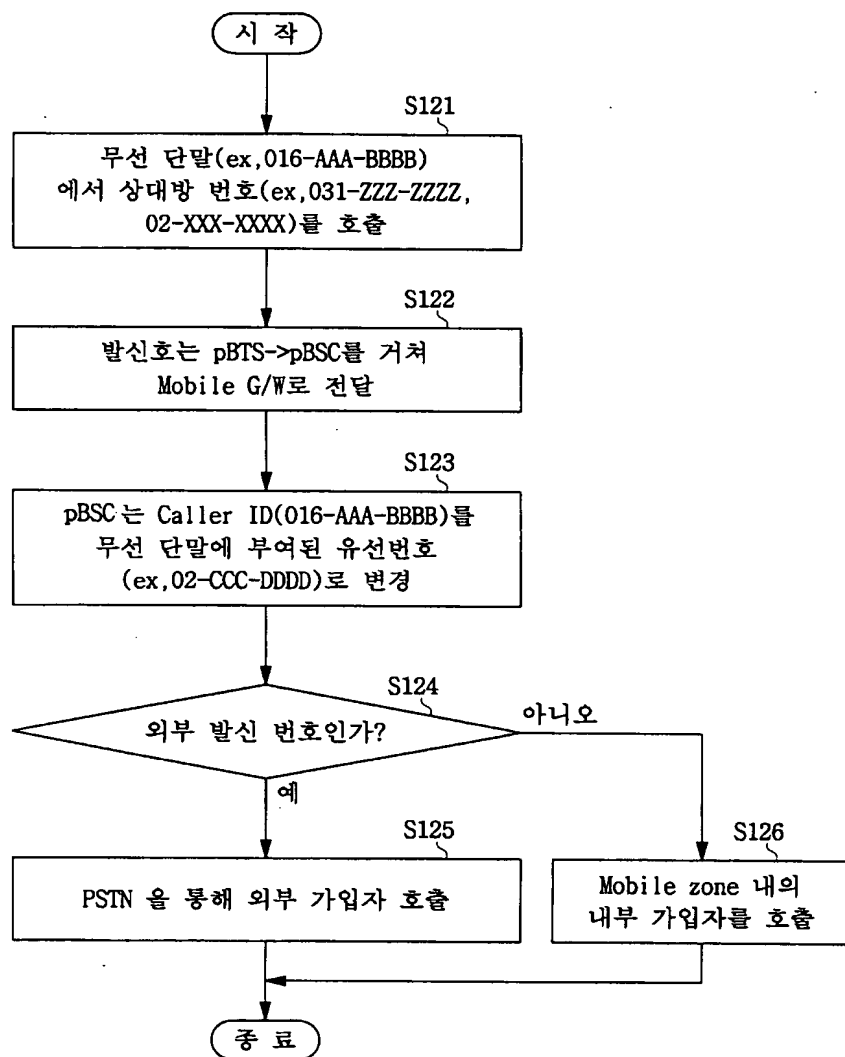 시 작
S121
무선 단말(ex,016-AAA-BBBB)
에서 상대방 번호(ex,031-ZZZ-ZZZZ,
02-XXX-XXXX)를 호출
S122
발신호는 pBTS->pBSC를 거쳐
Mobile G/W로 전달
S123
pBSC는 Caller ID(016-AAA-BBBB)를
무선 단말에 부여된 유선번호
(ex,02-CCC-DDDD)로 변경
S124
외부 발신 번호인가?
아니오
예
S125
PSTN 을 통해 외부 가입자 호출
S126
Mobile zone 내의
내부 가입자를 호출
종 료